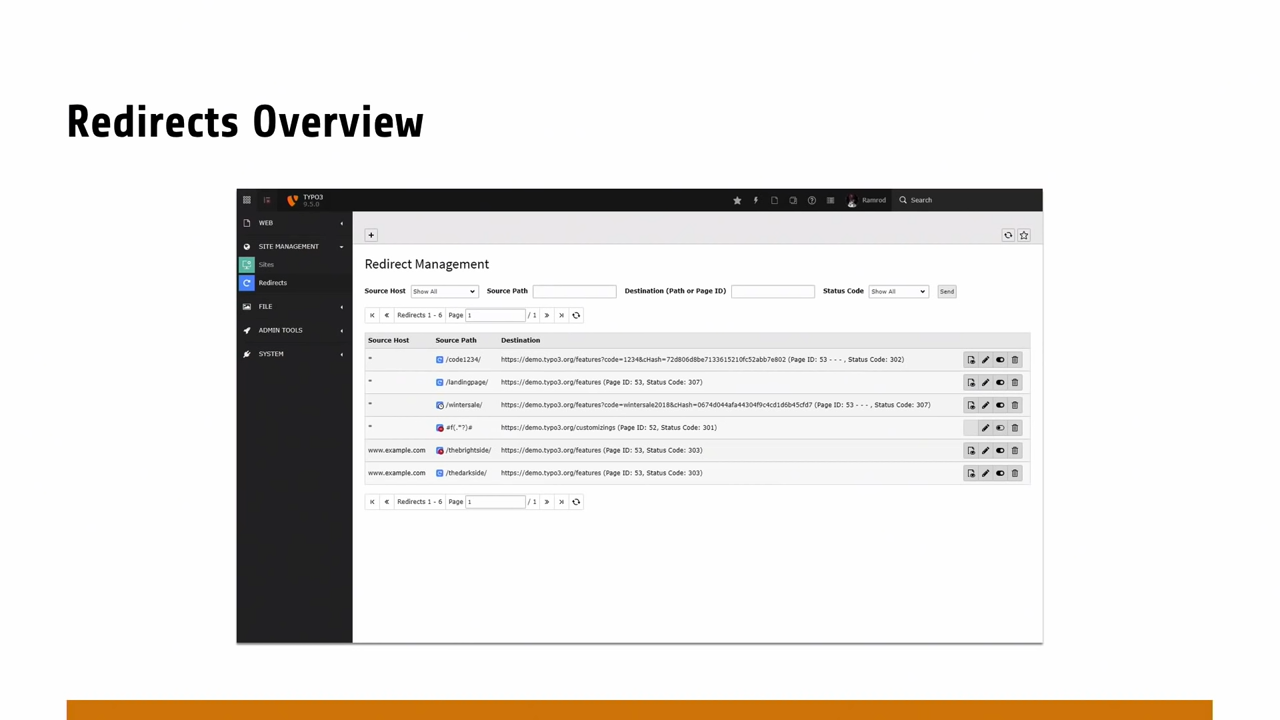 Redirects Overview
TYPO3
9.5.0
Ramrod
Search
WEB
SITE MANAGEMENT
Sites
Redirects
FILE
ADMIN TOOLS
SYSTEM
Redirect Management
Source Host Show All Source Path Destination (Path or Page ID) Status Code Show All Send
Redirects 1 - 6 Page 1 / 1
Source Host Source Path Destination
* /code1234/ https://demo.typo3.org/features?code=1234&cHash=72d806d8be7133615210fc52abb7e802 (Page ID: 53 - - - , Status Code: 302)
* /landingpage/ https://demo.typo3.org/features (Page ID: 53, Status Code: 307)
* /wintersale/ https://demo.typo3.org/features?code=wintersale2018&cHash=0674d044afa44304f9c4cd1d6b45cfd7 (Page ID: 53 - - - , Status Code: 307)
* #f(.*?)# https://demo.typo3.org/customizings (Page ID: 52, Status Code: 301)
www.example.com /thebrightside/ https://demo.typo3.org/features (Page ID: 53, Status Code: 303)
www.example.com /thedarkside/ https://demo.typo3.org/features (Page ID: 53, Status Code: 303)
Redirects 1 - 6 Page 1 / 1